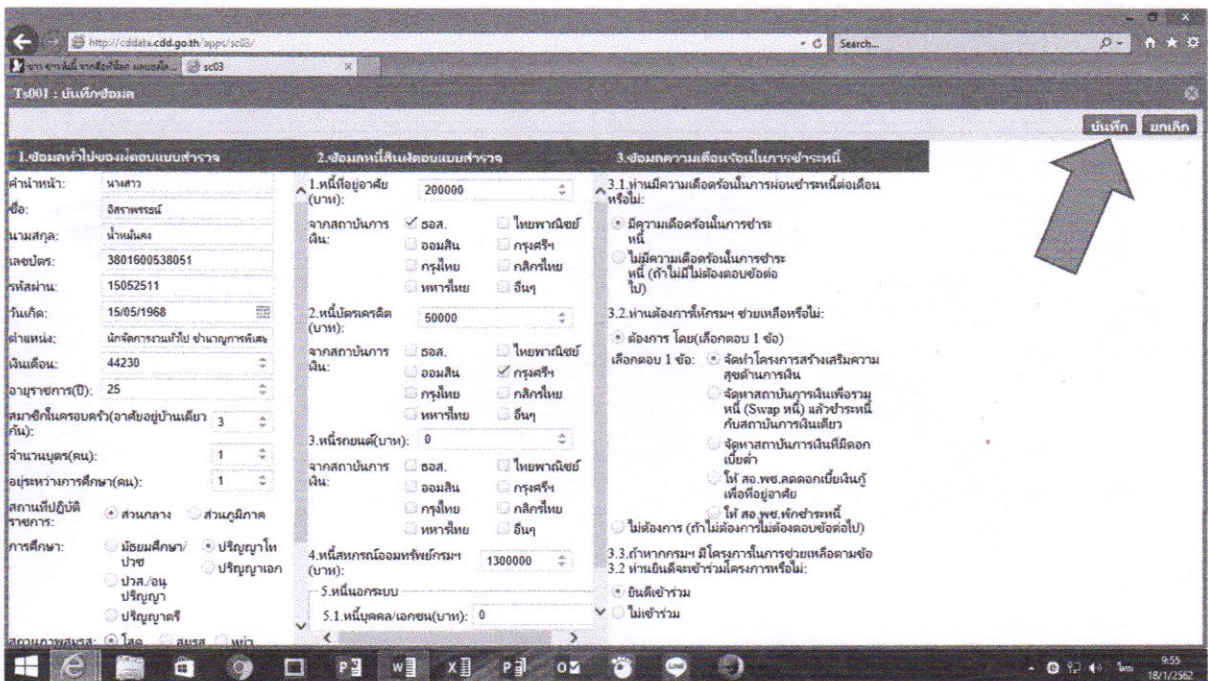 http://cddata.cdd.go.th/apps/sc03/
Search...
sc03
Ts001 : บันทึกข้อมูล
บันทึก ยกเลิก
1.ข้อมูลทั่วไปของผู้ตอบแบบสำรวจ
คำนำหน้า: นางสาว
ชื่อ: อิสราพรรธน์
นามสกุล: น้ำหมั่นคง
เลขบัตร: 3801600538051
รหัสผ่าน: 15052511
วันเกิด: 15/05/1968
ตำแหน่ง: นักจัดการงานทั่วไป ชำนาญการพิเศษ
เงินเดือน: 44230
อายุราชการ(ปี): 25
สมาชิกในครอบครัว(อาศัยอยู่บ้านเดียว
กัน): 3
จำนวนบุตร(คน): 1
อยู่ระหว่างการศึกษา(คน): 1
สถานที่ปฏิบัติ
ราชการ: ส่วนกลาง ส่วนภูมิภาค
การศึกษา: มัธยมศึกษา/
ปวช ปริญญาโท
ปวส./อนุ
ปริญญา ปริญญาเอก
ปริญญาตรี
สถานภาพสมรส: โสด สมรส หย่า
2.ข้อมูลหนี้สินผู้ตอบแบบสำรวจ
1.หนี้ที่อยู่อาศัย
(บาท): 200000
จากสถาบันการ
เงิน: ธอส. ไทยพาณิชย์
ออมสิน กรุงศรีฯ
กรุงไทย กสิกรไทย
ทหารไทย อื่นๆ
2.หนี้บัตรเครดิต
(บาท): 50000
จากสถาบันการ
เงิน: ธอส. ไทยพาณิชย์
ออมสิน กรุงศรีฯ
กรุงไทย กสิกรไทย
ทหารไทย อื่นๆ
3.หนี้รถยนต์(บาท): 0
จากสถาบันการ
เงิน: ธอส. ไทยพาณิชย์
ออมสิน กรุงศรีฯ
กรุงไทย กสิกรไทย
ทหารไทย อื่นๆ
4.หนี้สหกรณ์ออมทรัพย์กรมฯ
(บาท): 1300000
5.หนี้นอกระบบ
5.1.หนี้บุคคล/เอกชน(บาท): 0
3.ข้อมูลความเดือนร้อนในการชำระหนี้
3.1.ท่านมีความเดือดร้อนในการผ่อนชำระหนี้ต่อเดือน
หรือไม่:
มีความเดือดร้อนในการชำระ
หนี้
ไม่มีความเดือดร้อนในการชำระ
หนี้ (ถ้าไม่มีไม่ต้องตอบข้อต่อ
ไป)
3.2.ท่านต้องการให้กรมฯ ช่วยเหลือหรือไม่:
ต้องการ โดย(เลือกตอบ 1 ข้อ)
เลือกตอบ 1 ข้อ: จัดทำโครงการสร้างเสริมความ
สุขด้านการเงิน
จัดหาสถาบันการเงินเพื่อรวม
หนี้ (Swap หนี้) แล้วชำระหนี้
กับสถาบันการเงินเดียว
จัดหาสถาบันการเงินที่มีดอก
เบี้ยต่ำ
ให้ สอ.พช.ลดดอกเบี้ยเงินกู้
เพื่อที่อยู่อาศัย
ให้ สอ.พช.พักชำระหนี้
ไม่ต้องการ (ถ้าไม่ต้องการไม่ต้องตอบข้อต่อไป)
3.3.ถ้าหากกรมฯ มีโครงการในการช่วยเหลือตามข้อ
3.2 ท่านยินดีจะเข้าร่วมโครงการหรือไม่:
ยินดีเข้าร่วม
ไม่เข้าร่วม
ไทย
9:55
18/1/2562